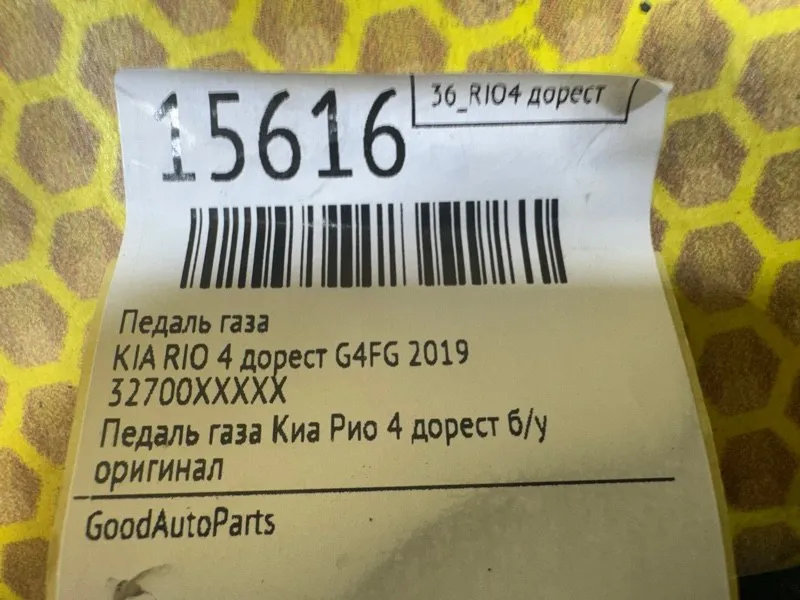 15616
36_RIO4 дорест
Педаль газа
KIA RIO 4 дорест G4FG 2019
32700XXXXX
Педаль газа Киа Рио 4 дорест б/у
оригинал
GoodAutoParts